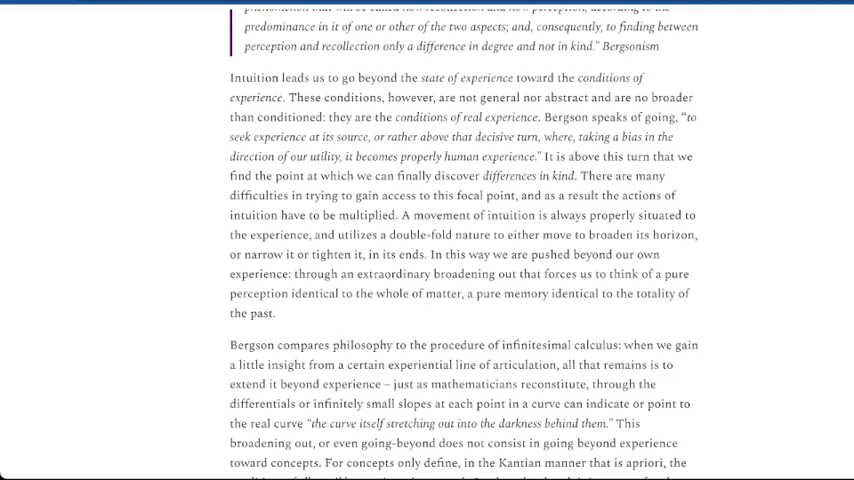 predominance in it of one or other of the two aspects; and, consequently, to finding between
perception and recollection only a difference in degree and not in kind.” Bergsonism
Intuition leads us to go beyond the state of experience toward the conditions of
experience. These conditions, however, are not general nor abstract and are no broader
than conditioned: they are the conditions of real experience. Bergson speaks of going, “to
seek experience at its source, or rather above that decisive turn, where, taking a bias in the
direction of our utility, it becomes properly human experience.” It is above this turn that we
find the point at which we can finally discover differences in kind. There are many
difficulties in trying to gain access to this focal point, and as a result the actions of
intuition have to be multiplied. A movement of intuition is always properly situated to
the experience, and utilizes a double-fold nature to either move to broaden its horizon,
or narrow it or tighten it, in its ends. In this way we are pushed beyond our own
experience: through an extraordinary broadening out that forces us to think of a pure
perception identical to the whole of matter, a pure memory identical to the totality of
the past.
Bergson compares philosophy to the procedure of infinitesimal calculus: when we gain
a little insight from a certain experiential line of articulation, all that remains is to
extend it beyond experience – just as mathematicians reconstitute, through the
differentials or infinitely small slopes at each point in a curve can indicate or point to
the real curve “the curve itself stretching out into the darkness behind them.” This
broadening out, or even going-beyond does not consist in going beyond experience
toward concepts. For concepts only define, in the Kantian manner that is apriori, the